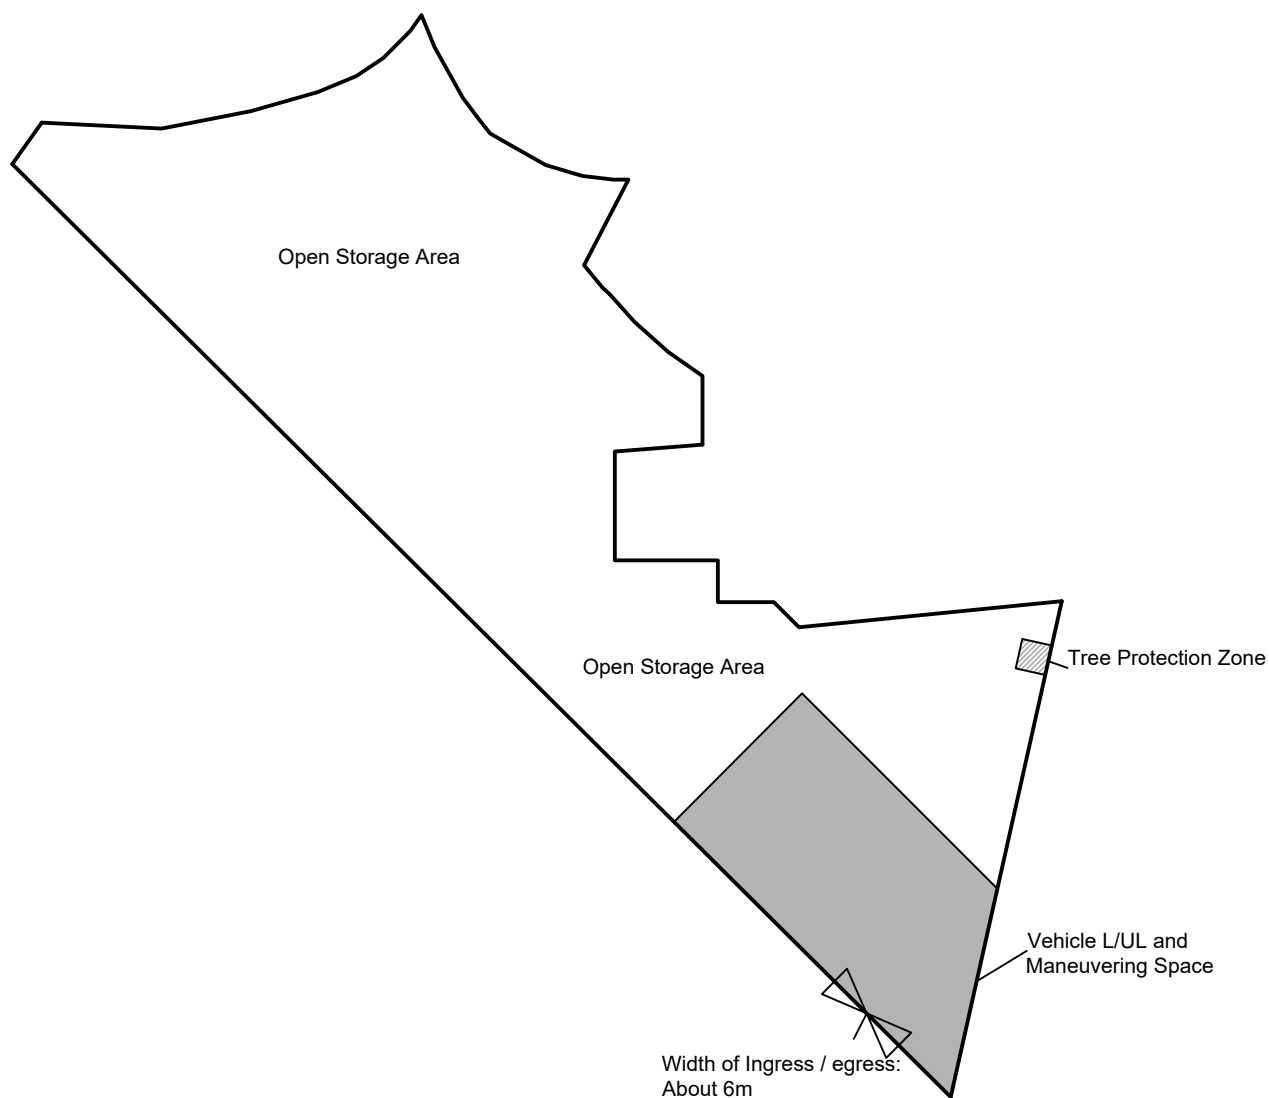 Open Storage Area
Open Storage Area
Tree Protection Zone
Vehicle L/UL and
Maneuvering Space
Width of Ingress / egress:
About 6m